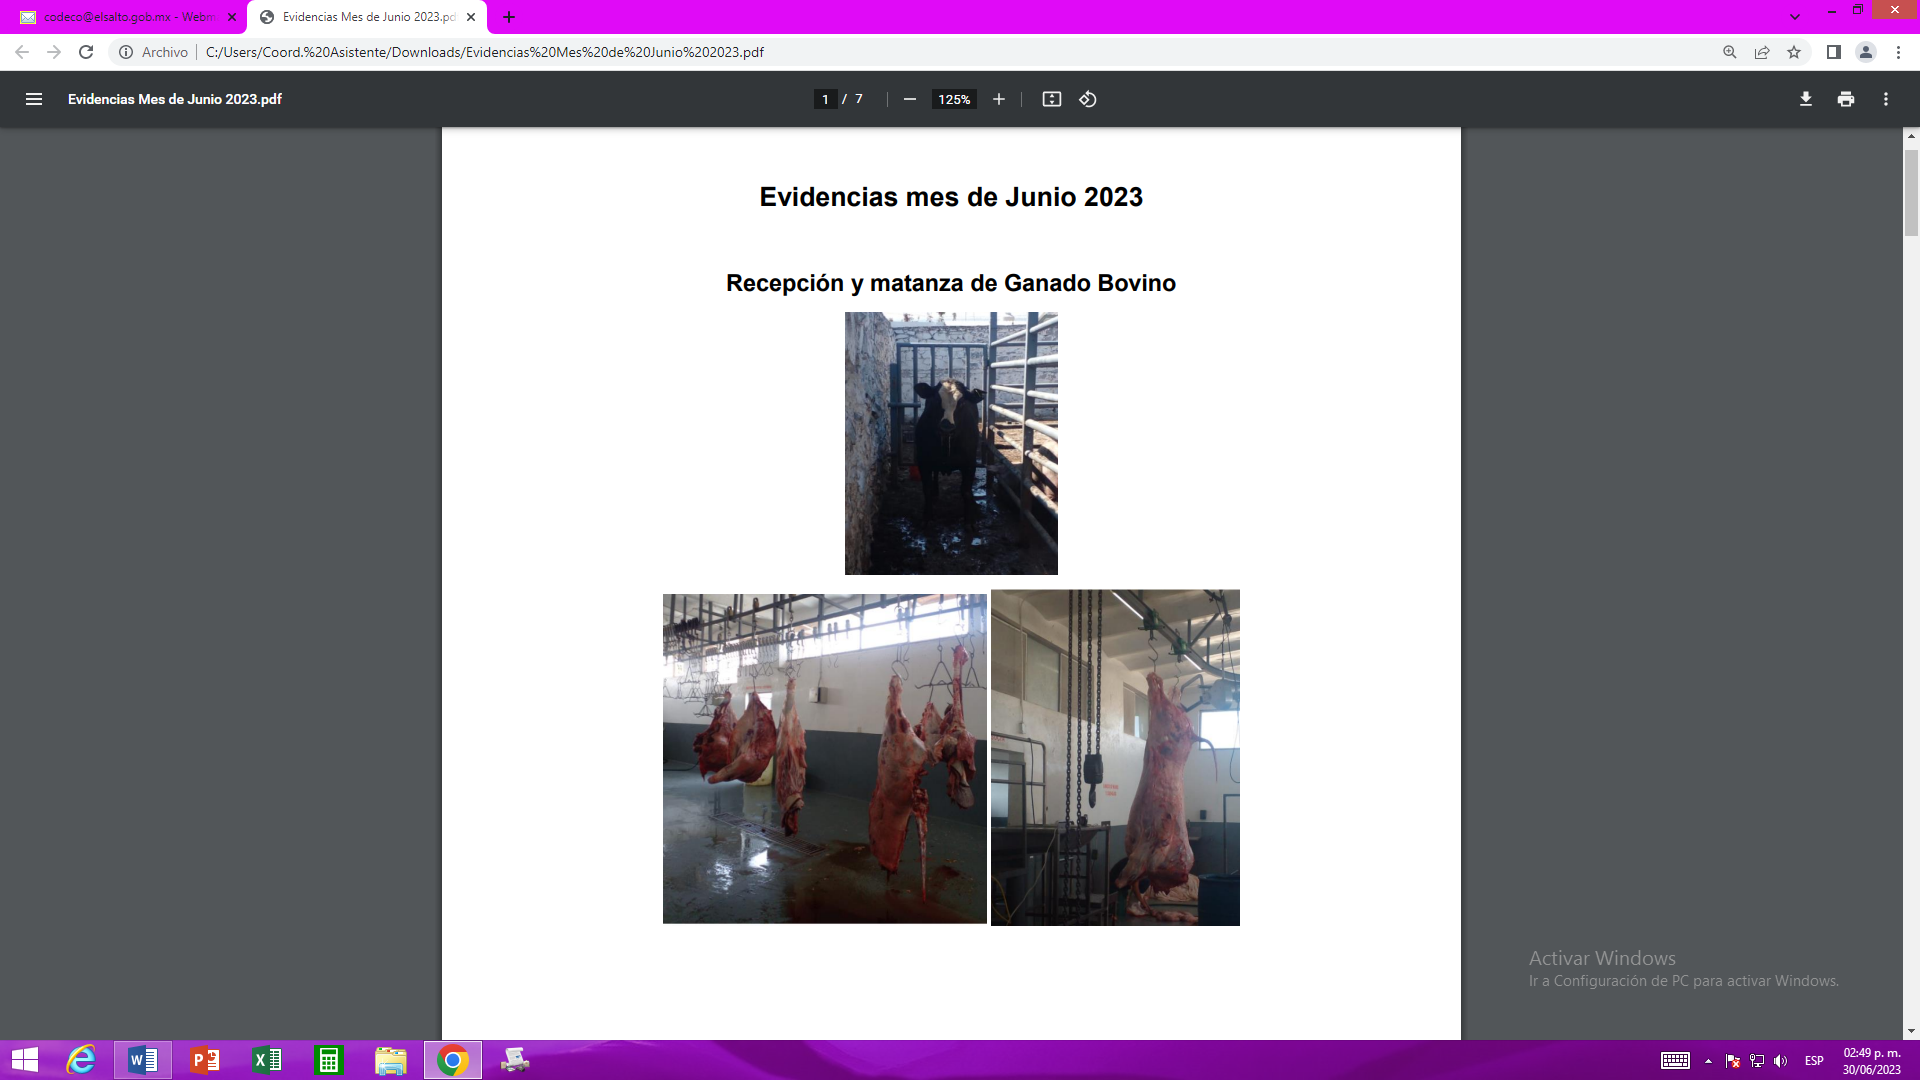 codeco@elsalto.gob.mx - Webm
Evidencias Mes de Junio 2023.pd
Archivo
C:/Users/Coord.%20Asistente/Downloads/Evidencias%20Mes%20de%20Junio%202023.pdf
Evidencias Mes de Junio 2023.pdf
1 / 7
125%
Evidencias mes de Junio 2023
Recepción y matanza de Ganado Bovino
Activar Windows
Ir a Configuración de PC para activar Windows.
ESP
02:49 p. m.
30/06/2023